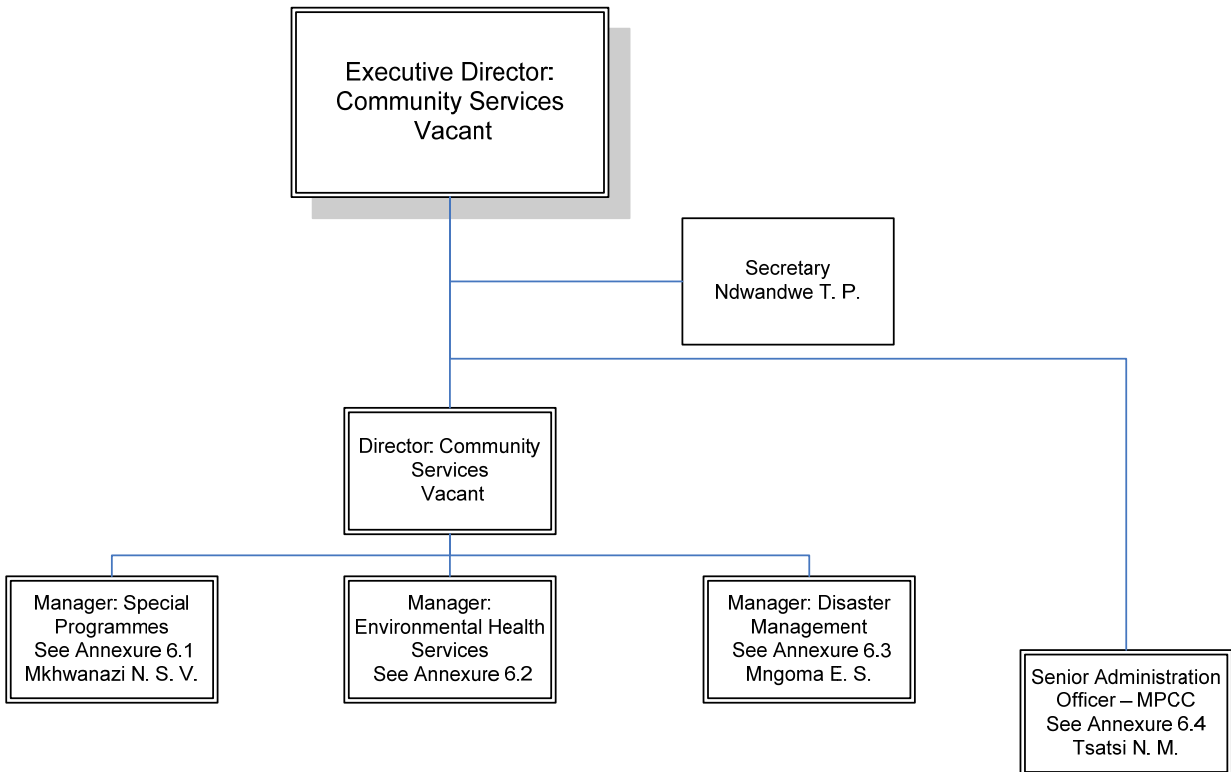 Executive Director:
Community Services
Vacant
Secretary
Ndwandwe T. P.
Director: Community
Services
Vacant
Manager: Special
Programmes
See Annexure 6.1
Mkhwanazi N. S. V.
Manager:
Environmental Health
Services
See Annexure 6.2
Manager: Disaster
Management
See Annexure 6.3
Mngoma E. S.
Senior Administration
Officer – MPCC
See Annexure 6.4
Tsatsi N. M.